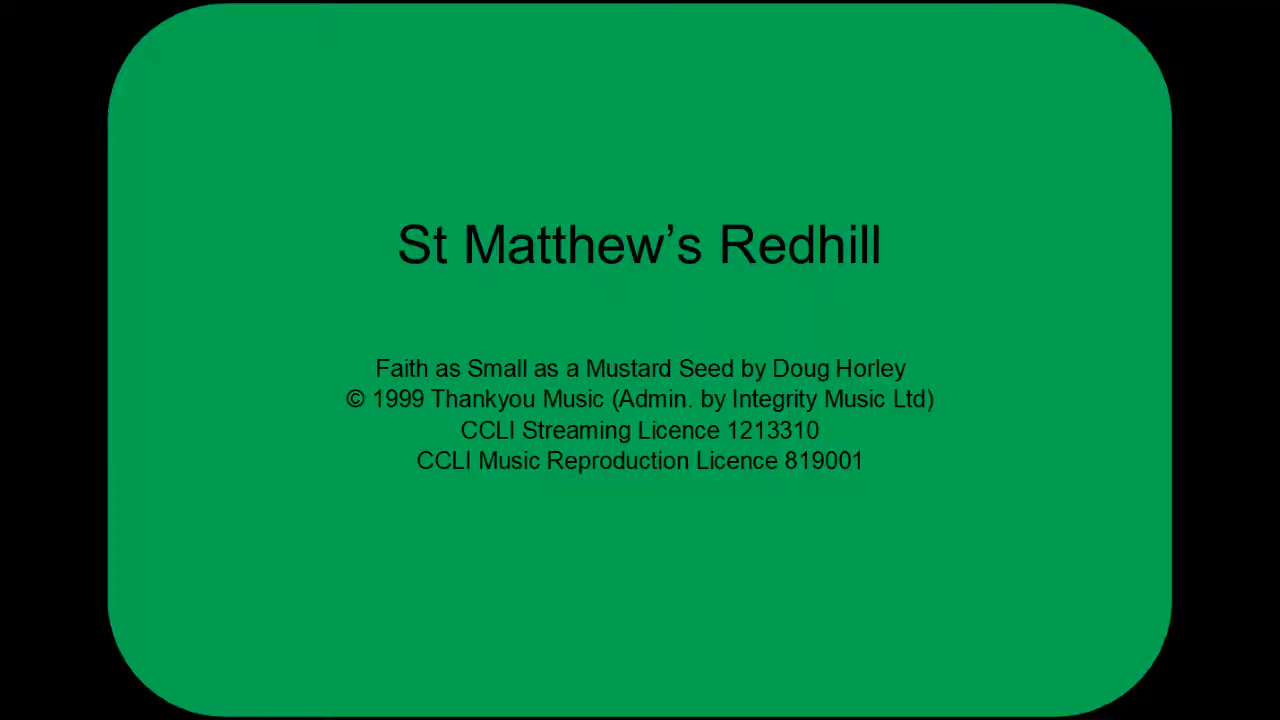 St Matthew’s Redhill
Faith as Small as a Mustard Seed by Doug Horley
© 1999 Thankyou Music (Admin. by Integrity Music Ltd)
CCLI Streaming Licence 1213310
CCLI Music Reproduction Licence 819001